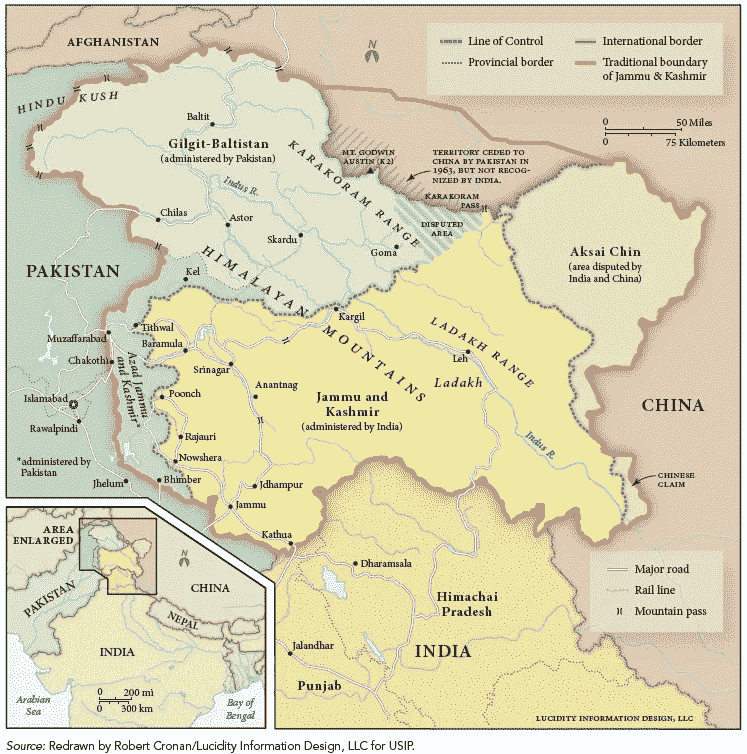 AFGHANISTAN
HINDU KUSH
N
Line of Control
International border
Provincial border
Traditional boundary
of Jammu & Kashmir
0 50 Miles
0 75 Kilometers
Baltit
Gilgit-Baltistan
(administered by Pakistan)
KARAKORAM RANGE
MT. GODWIN
AUSTIN (K2)
TERRITORY CEDED TO
CHINA BY PAKISTAN IN
1963, BUT NOT RECOG-
NIZED BY INDIA.
KARAKORAM
PASS
DISPUTED
AREA
Indus R.
Chilas
Astor
Skardu
Goma
Aksai Chin
(area disputed by
India and China)
PAKISTAN
HIMALAYAN MOUNTAINS
Kel
Kargil
Tithwal
Muzaffarabad
Baramula
Chakothi
Srinagar
LADAKH RANGE
Leh
Ladakh
Azad Jammu
and Kashmir*
Anantnag
Islamabad
Poonch
Jammu and
Kashmir
(administered by India)
CHINA
Rawalpindi
Rajauri
Indus R.
Nowshera
*administered by
Pakistan
Jhelum
Bhimber
Jdhampur
CHINESE
CLAIM
Jammu
Kathua
AREA
ENLARGED
N
PAKISTAN
CHINA
NEPAL
INDIA
0 200 mi
0 300 km
Arabian
Sea
Bay of
Bengal
Dharamsala
Himachai
Pradesh
Jalandhar
INDIA
Punjab
Major road
Rail line
Mountain pass
LUCIDITY INFORMATION DESIGN, LLC
Source: Redrawn by Robert Cronan/Lucidity Information Design, LLC for USIP.